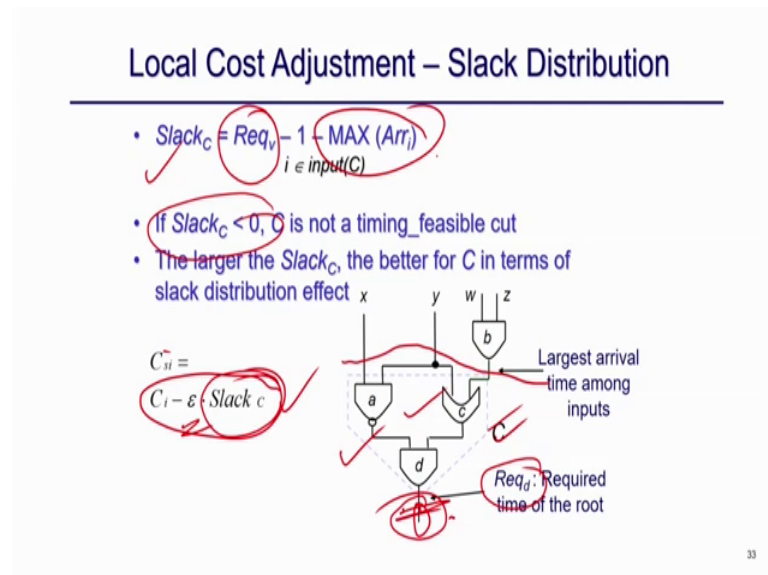 Local Cost Adjustment – Slack Distribution
• Slack_C = Req_v – 1 – MAX (Arr_i)
i ∈ input(C)
• If Slack_C < 0, C is not a timing_feasible cut
• The larger the Slack_C, the better for C in terms of
slack distribution effect
x y w z
b
C_si =
C_i – ε · Slack c
Largest arrival
time among
inputs
a
c
C
d
Req_d : Required
time of the root
33